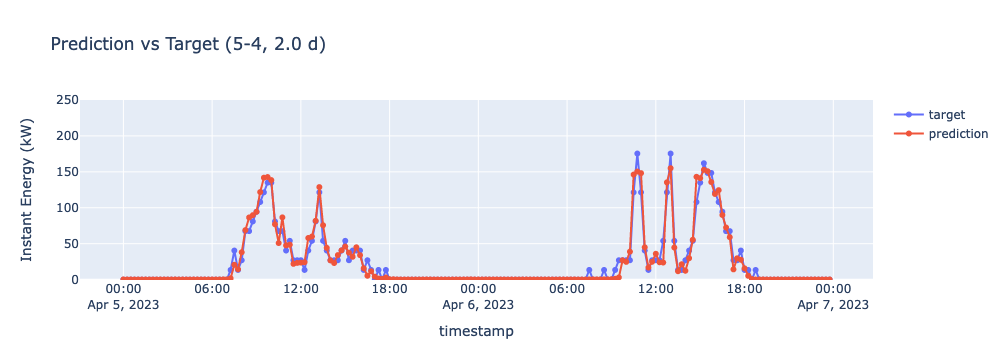 Prediction vs Target (5-4, 2.0 d)
Instant Energy (kW)
250
200
150
100
50
0
target
prediction
00:00 06:00 12:00 18:00 00:00 06:00 12:00 18:00 00:00
Apr 5, 2023 Apr 6, 2023 Apr 7, 2023
timestamp